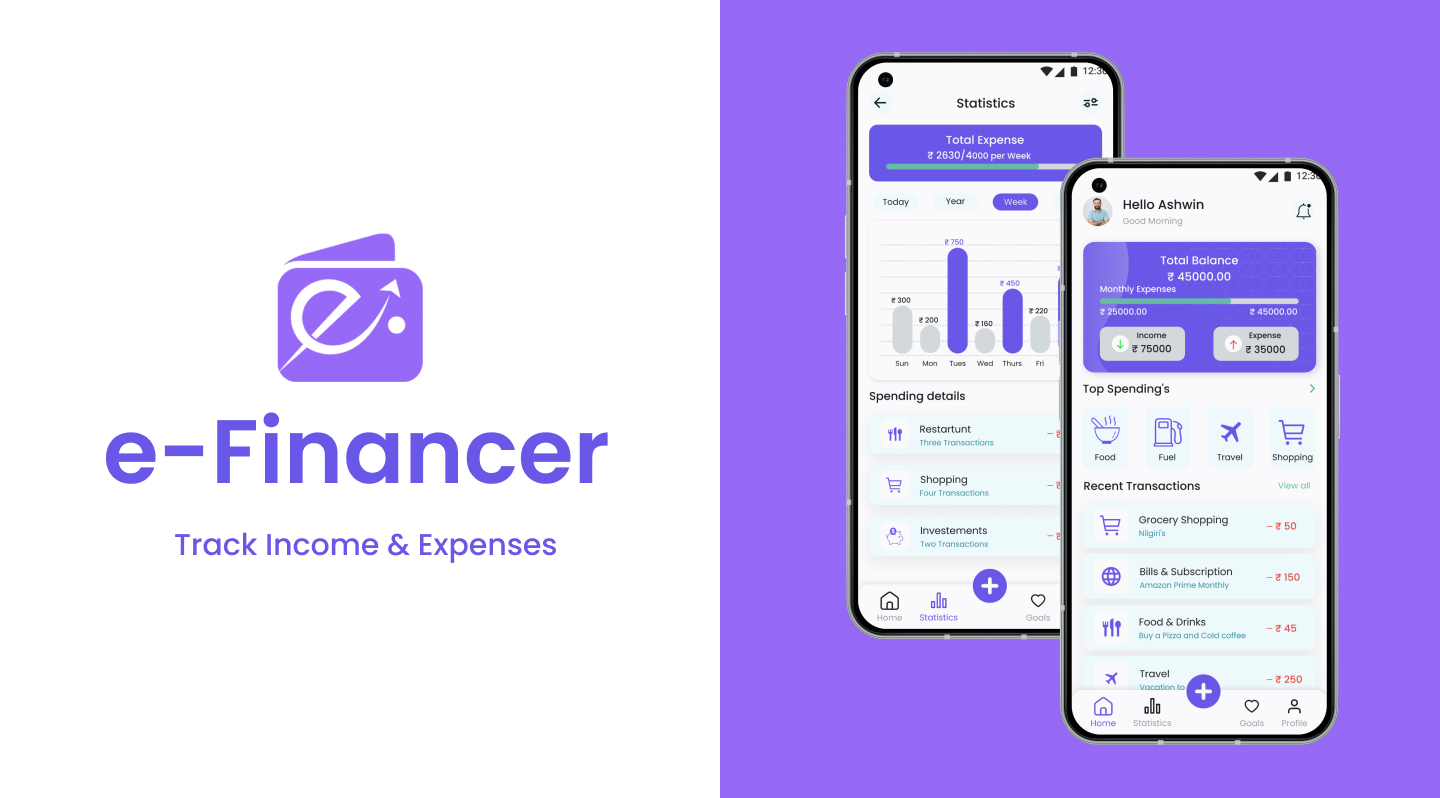 e-Financer
Track Income & Expenses
12:30
Statistics
Total Expense
₹ 2630/4000 per Week
Today Year Week
₹ 750
₹ 450
₹ 300
₹ 220
₹ 200
₹ 160
Sun Mon Tues Wed Thurs Fri
Spending details
Restartunt
Three Transactions
Shopping
Four Transactions
Investements
Two Transactions
Home Statistics Goals
12:30
Hello Ashwin
Good Morning
Total Balance
₹ 45000.00
Monthly Expenses
₹ 25000.00 ₹ 45000.00
Income
₹ 75000
Expense
₹ 35000
Top Spending's
Food Fuel Travel Shopping
Recent Transactions View all
Grocery Shopping
Nilgiri's
– ₹ 50
Bills & Subscription
Amazon Prime Monthly
– ₹ 150
Food & Drinks
Buy a Pizza and Cold coffee
– ₹ 45
Travel
Vacation to
– ₹ 250
Home Statistics Goals Profile